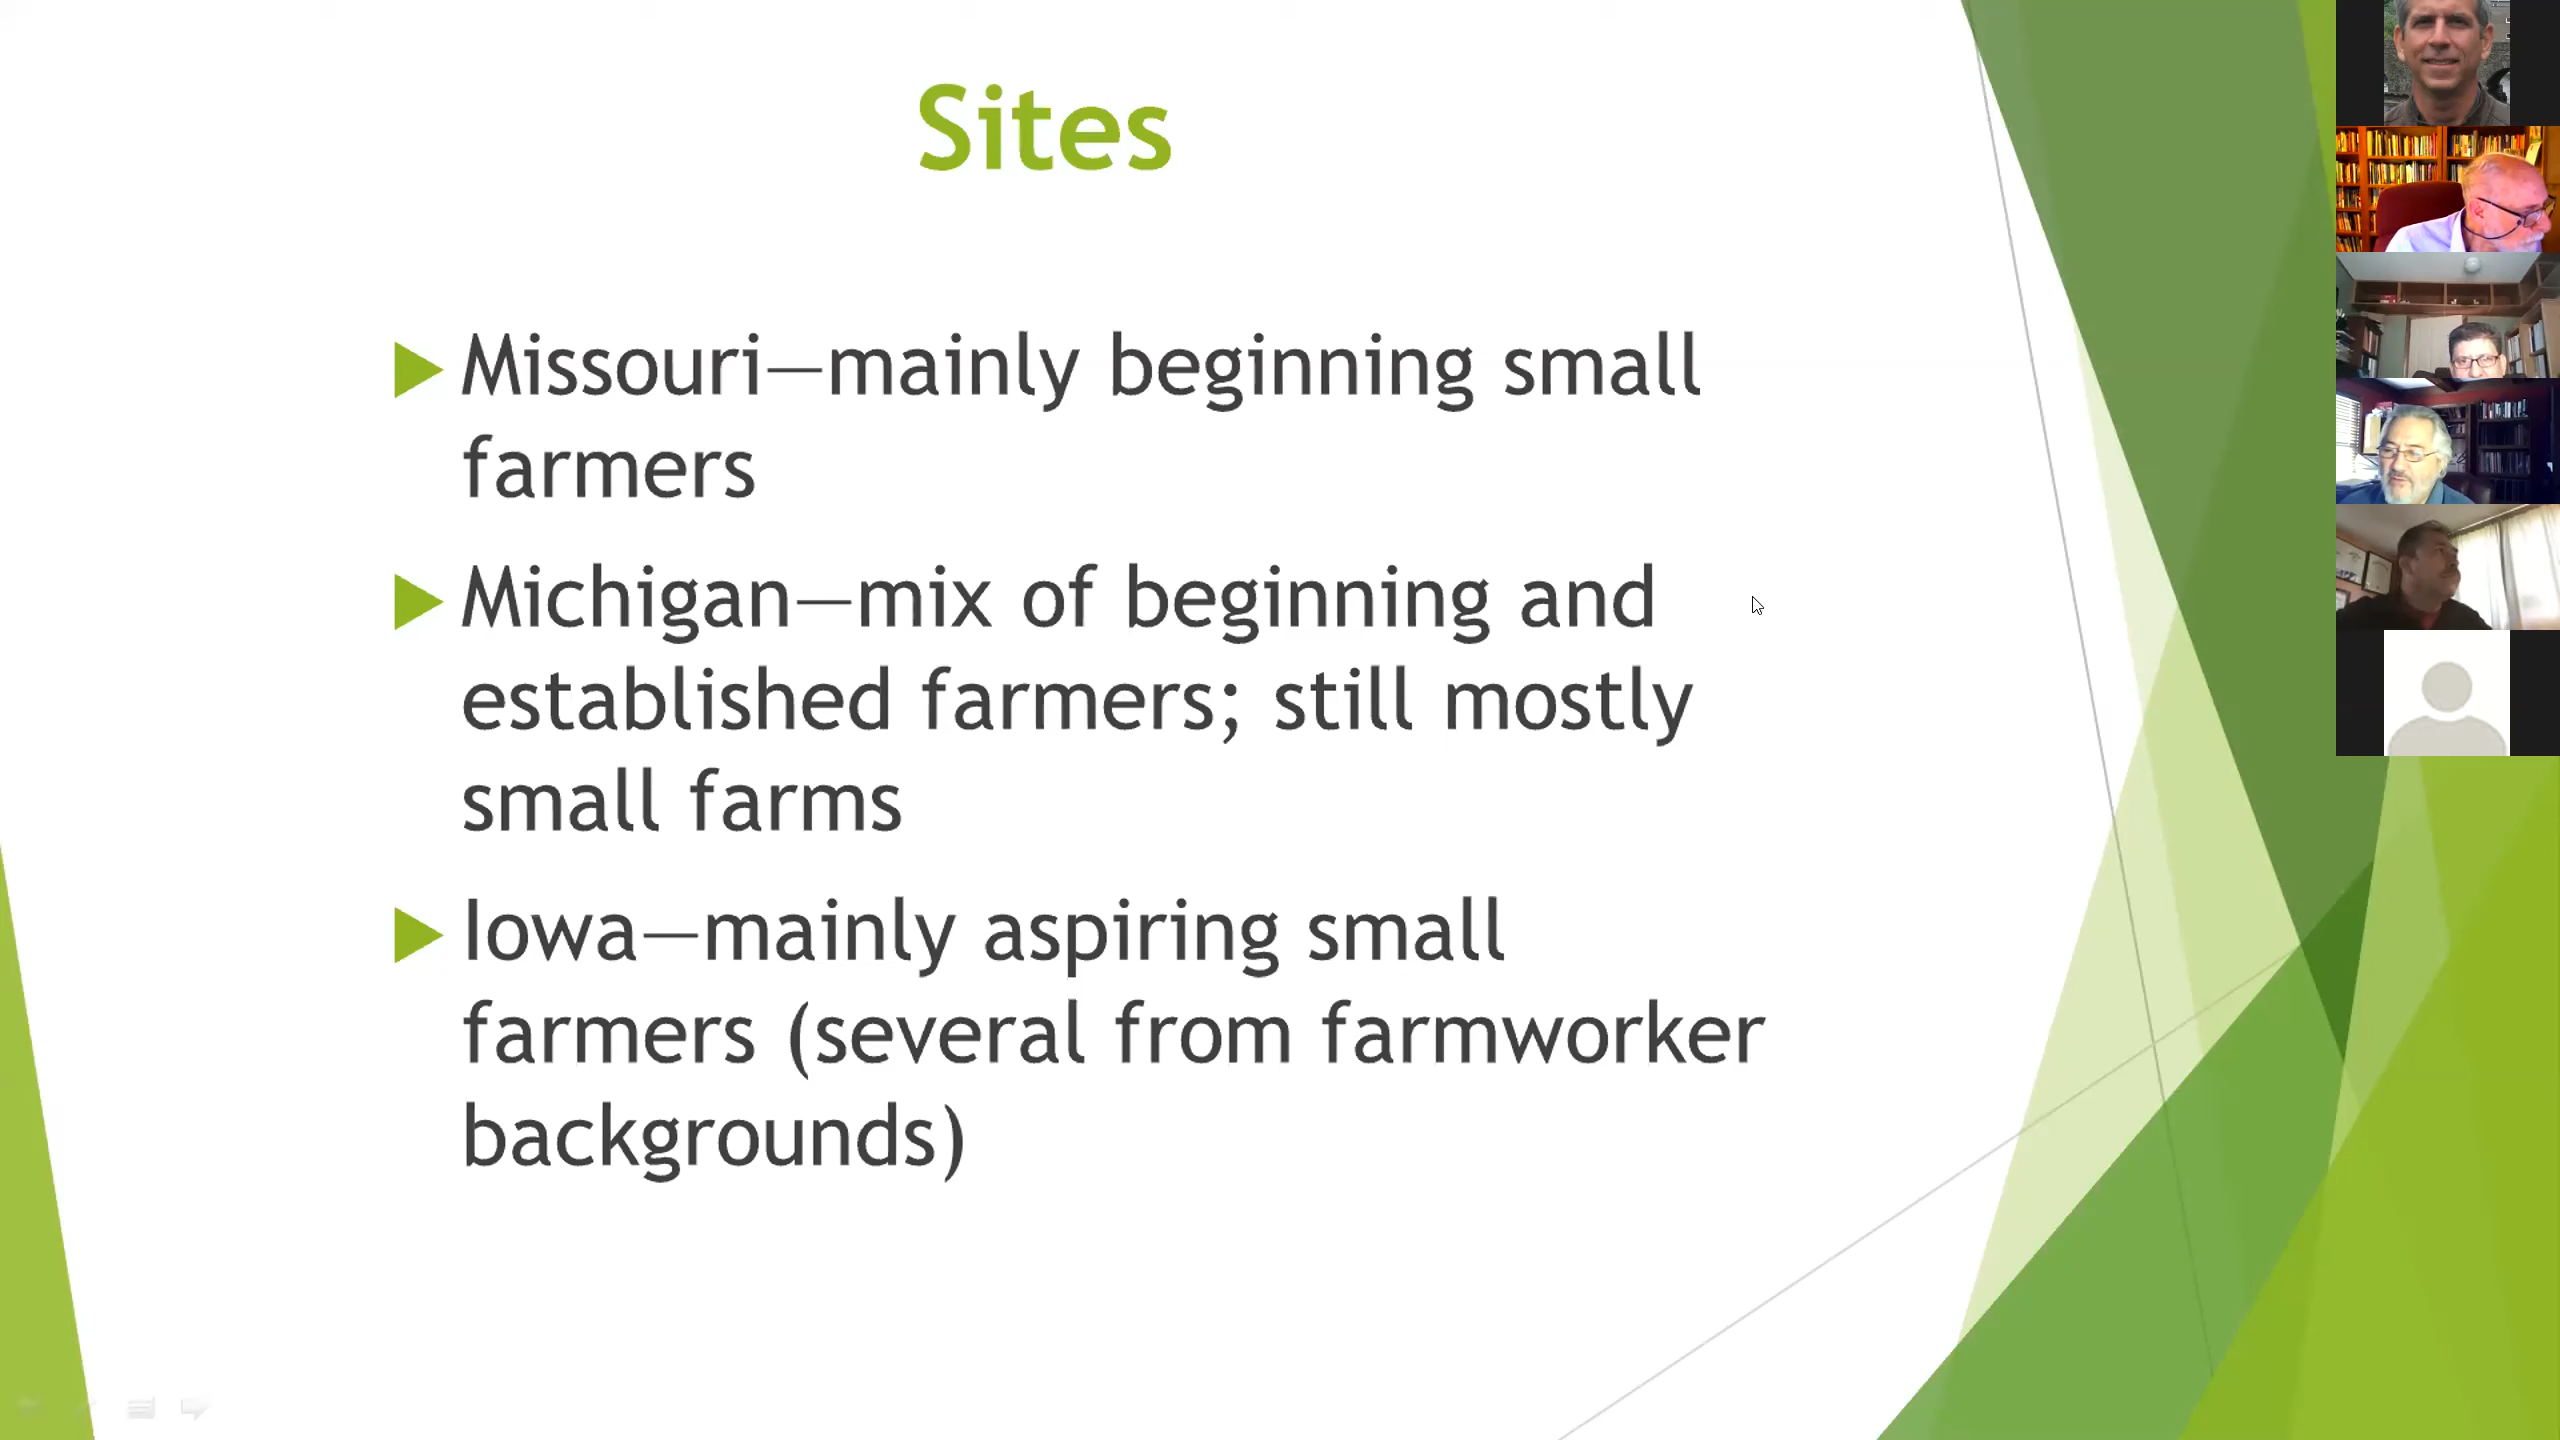 Sites
Missouri—mainly beginning small
farmers
Michigan—mix of beginning and
established farmers; still mostly
small farms
Iowa—mainly aspiring small
farmers (several from farmworker
backgrounds)